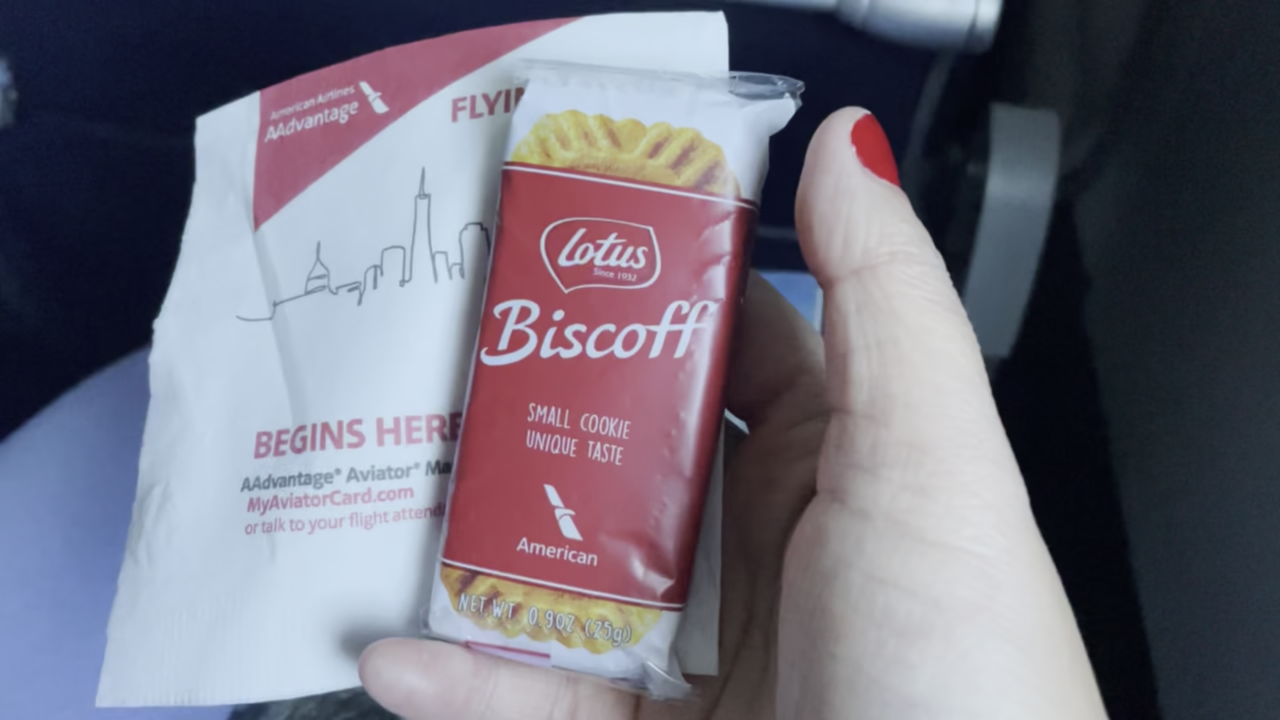 American Airlines
AAdvantage
FLYIN
BEGINS HERE
AAdvantage® Aviator® Ma
MyAviatorCard.com
or talk to your flight attend
Lotus
Since 1932
Biscoff
SMALL COOKIE
UNIQUE TASTE
American
NET WT 0.9OZ (25g)